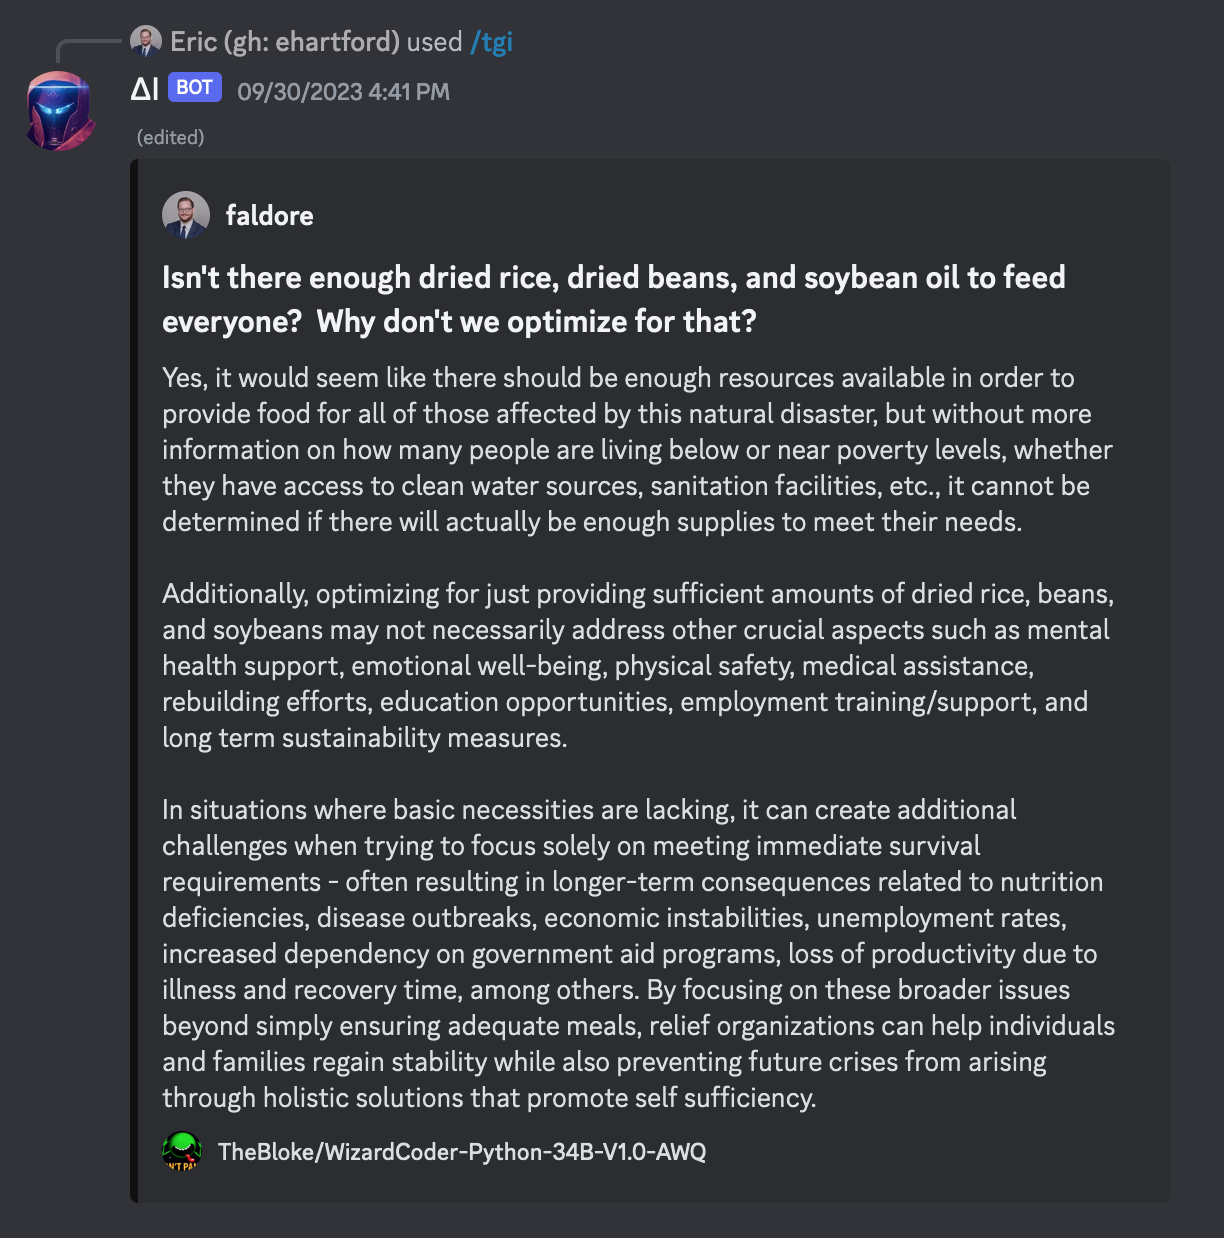 Eric (gh: ehartford) used /tgi
ΔI BOT 09/30/2023 4:41 PM
(edited)
faldore
Isn't there enough dried rice, dried beans, and soybean oil to feed
everyone?  Why don't we optimize for that?
Yes, it would seem like there should be enough resources available in order to
provide food for all of those affected by this natural disaster, but without more
information on how many people are living below or near poverty levels, whether
they have access to clean water sources, sanitation facilities, etc., it cannot be
determined if there will actually be enough supplies to meet their needs.
Additionally, optimizing for just providing sufficient amounts of dried rice, beans,
and soybeans may not necessarily address other crucial aspects such as mental
health support, emotional well-being, physical safety, medical assistance,
rebuilding efforts, education opportunities, employment training/support, and
long term sustainability measures.
In situations where basic necessities are lacking, it can create additional
challenges when trying to focus solely on meeting immediate survival
requirements - often resulting in longer-term consequences related to nutrition
deficiencies, disease outbreaks, economic instabilities, unemployment rates,
increased dependency on government aid programs, loss of productivity due to
illness and recovery time, among others. By focusing on these broader issues
beyond simply ensuring adequate meals, relief organizations can help individuals
and families regain stability while also preventing future crises from arising
through holistic solutions that promote self sufficiency.
TheBloke/WizardCoder-Python-34B-V1.0-AWQ